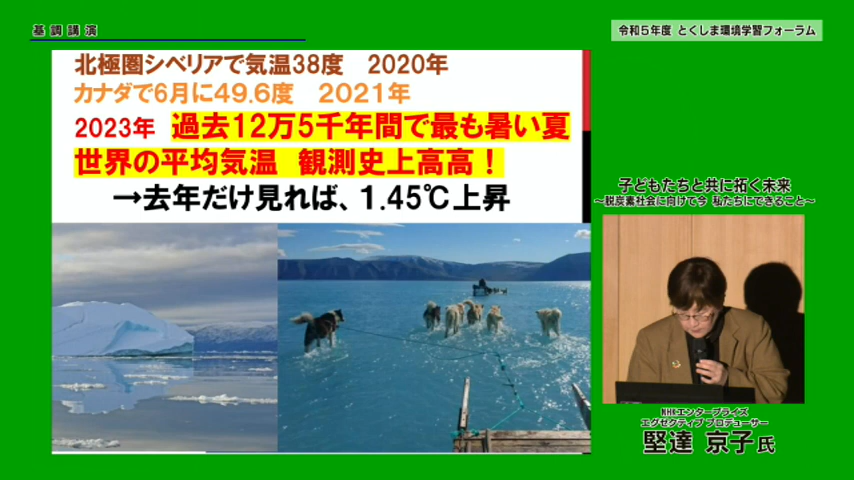 基調講演
令和5年度 とくしま環境学習フォーラム
北極圏シベリアで気温38度 2020年
カナダで6月に49.6度 2021年
2023年 過去12万5千年間で最も暑い夏
世界の平均気温 観測史上高高！
→去年だけ見れば、1.45℃上昇
子どもたちと共に拓く未来
～脱炭素社会に向けて今 私たちにできること～
NHKエンタープライズ
エグゼクティブ プロデューサー
堅達 京子氏